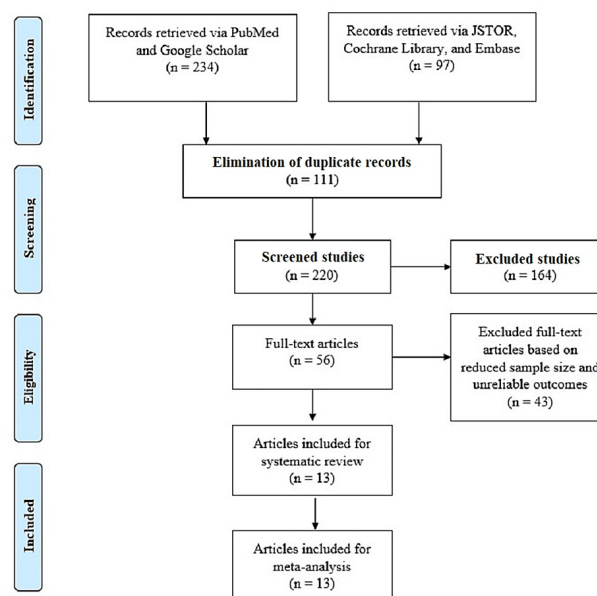 Identification
Records retrieved via PubMed
and Google Scholar
(n = 234)
Records retrieved via JSTOR,
Cochrane Library, and Embase
(n = 97)
Elimination of duplicate records
(n = 111)
Screening
Screened studies
(n = 220)
Excluded studies
(n = 164)
Eligibility
Full-text articles
(n = 56)
Excluded full-text
articles based on
reduced sample size and
unreliable outcomes
(n = 43)
Articles included for
systematic review
(n = 13)
Included
Articles included for
meta-analysis
(n = 13)